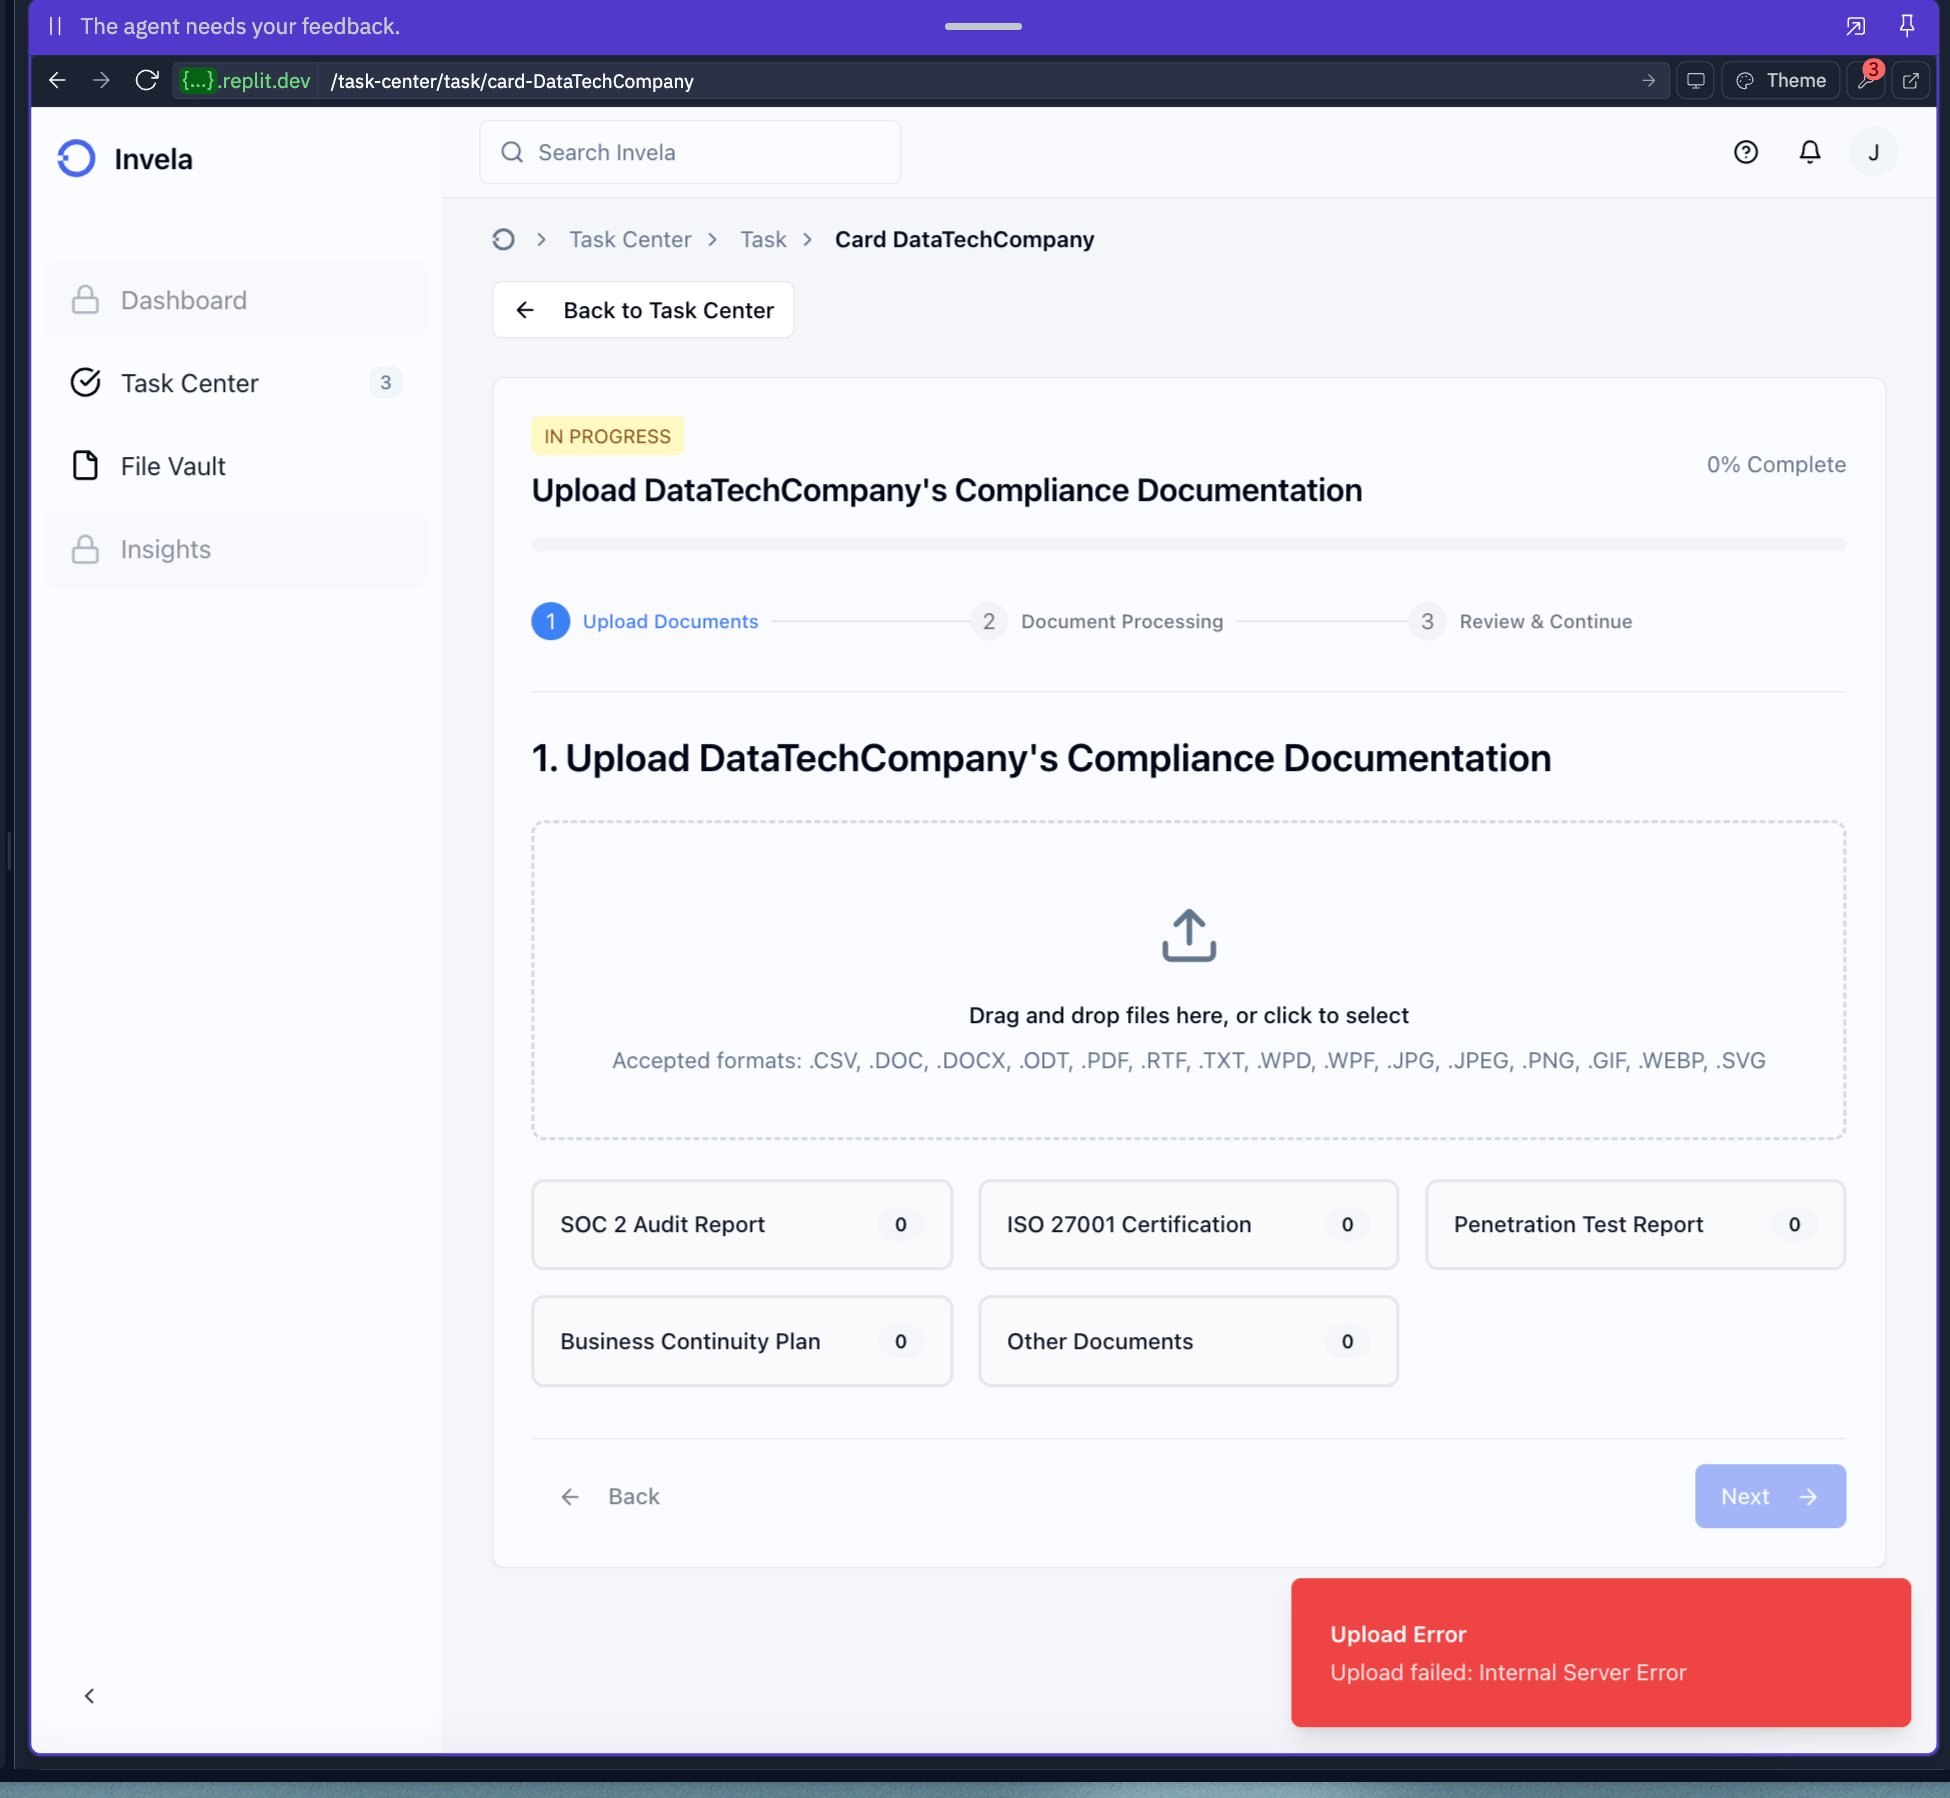 The agent needs your feedback.
{...}.replit.dev /task-center/task/card-DataTechCompany
Theme
3
Invela
Search Invela
J
Dashboard
Task Center 3
File Vault
Insights
Task Center
Task
Card DataTechCompany
Back to Task Center
IN PROGRESS
Upload DataTechCompany's Compliance Documentation
0% Complete
1 Upload Documents
2 Document Processing
3 Review & Continue
1. Upload DataTechCompany's Compliance Documentation
Drag and drop files here, or click to select
Accepted formats: .CSV, .DOC, .DOCX, .ODT, .PDF, .RTF, .TXT, .WPD, .WPF, .JPG, .JPEG, .PNG, .GIF, .WEBP, .SVG
SOC 2 Audit Report 0
ISO 27001 Certification 0
Penetration Test Report 0
Business Continuity Plan 0
Other Documents 0
Back
Next
Upload Error
Upload failed: Internal Server Error